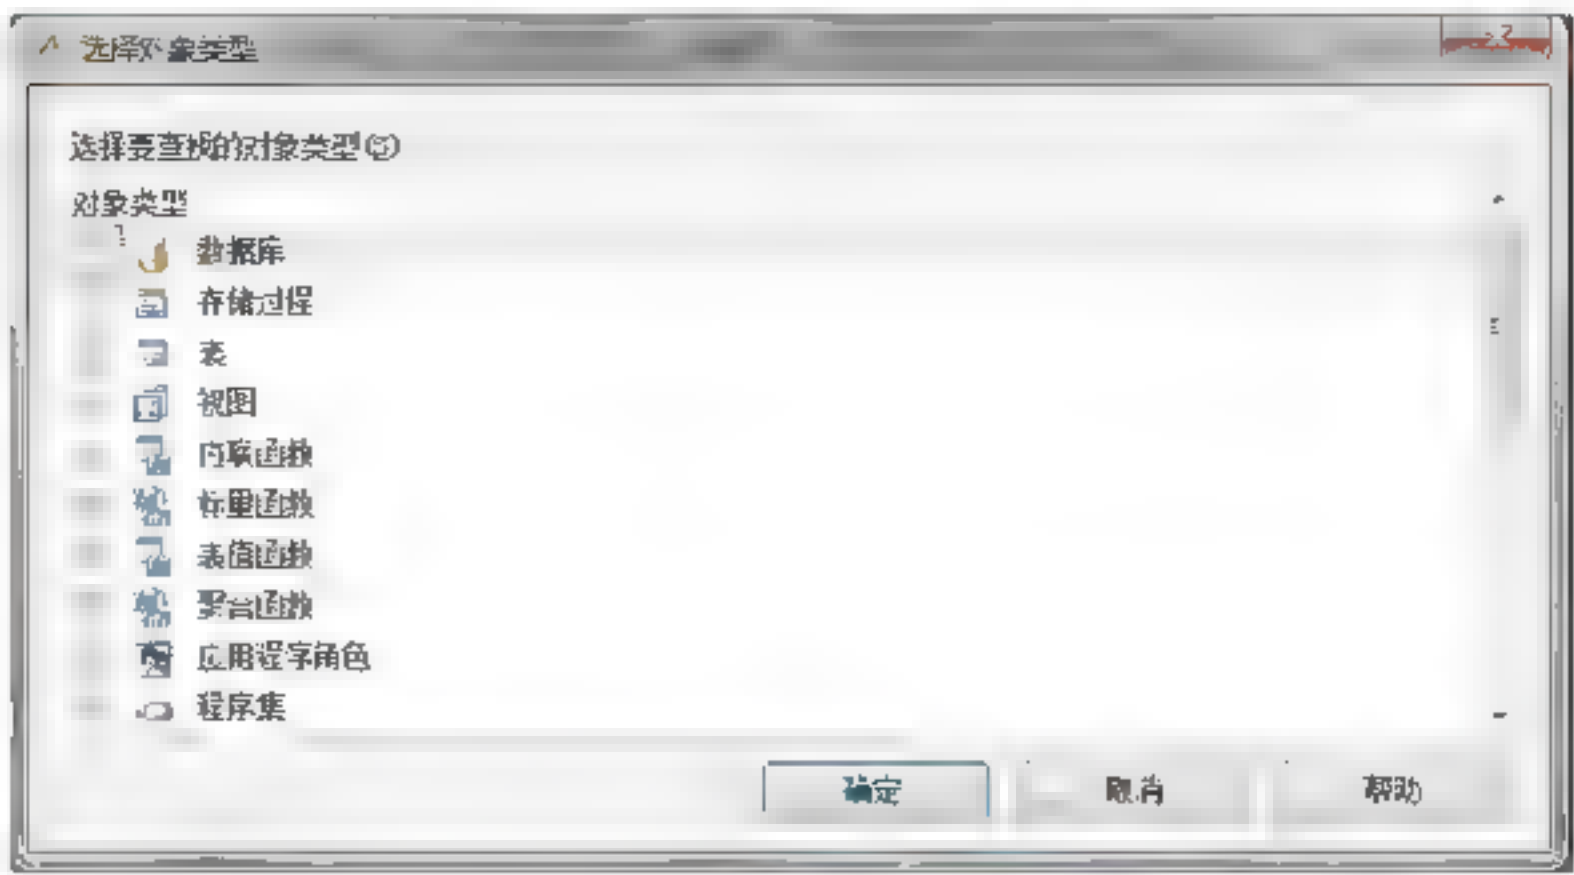 选择对象类型
选择要查找的对象类型(S)
对象类型
数据库
存储过程
表
视图
内联函数
标量函数
表值函数
聚合函数
应用程序角色
程序集
确定 取消 帮助